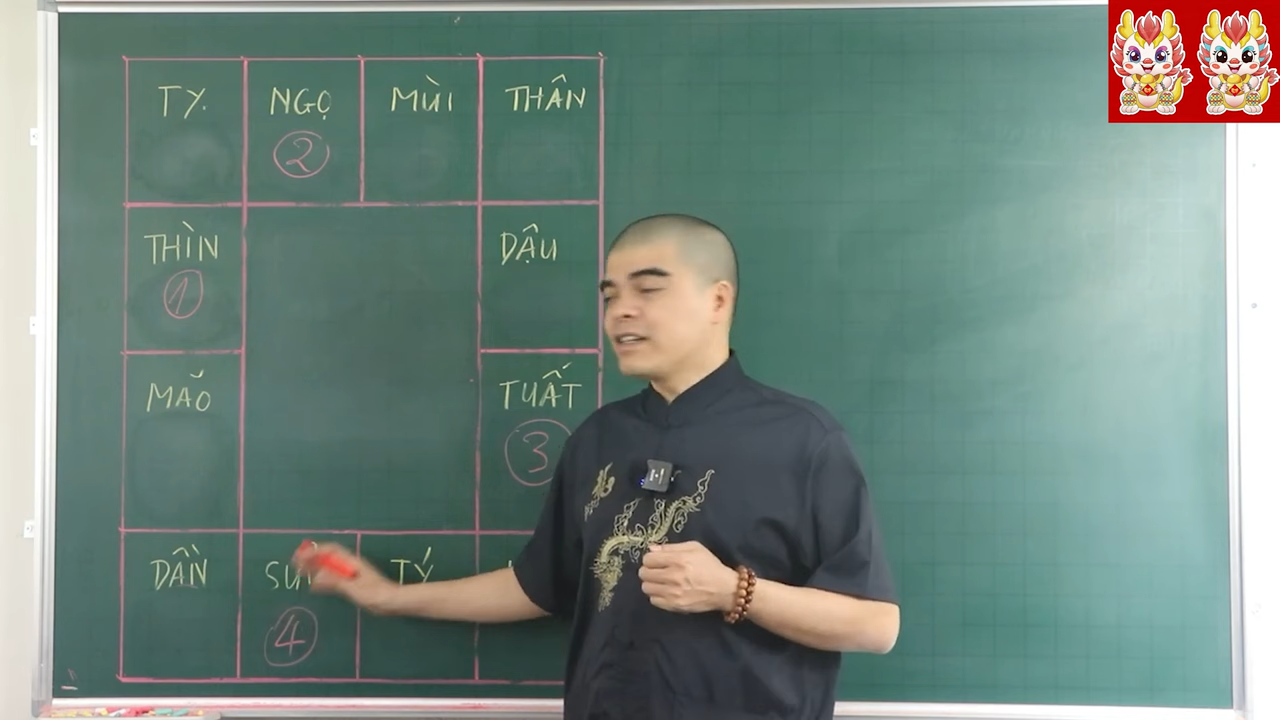 TỴ.
NGỌ
②
MÙI
THÂN
THÌN
①
DẬU
MÃO
TUẤT
③
DẦN
④
TÝ